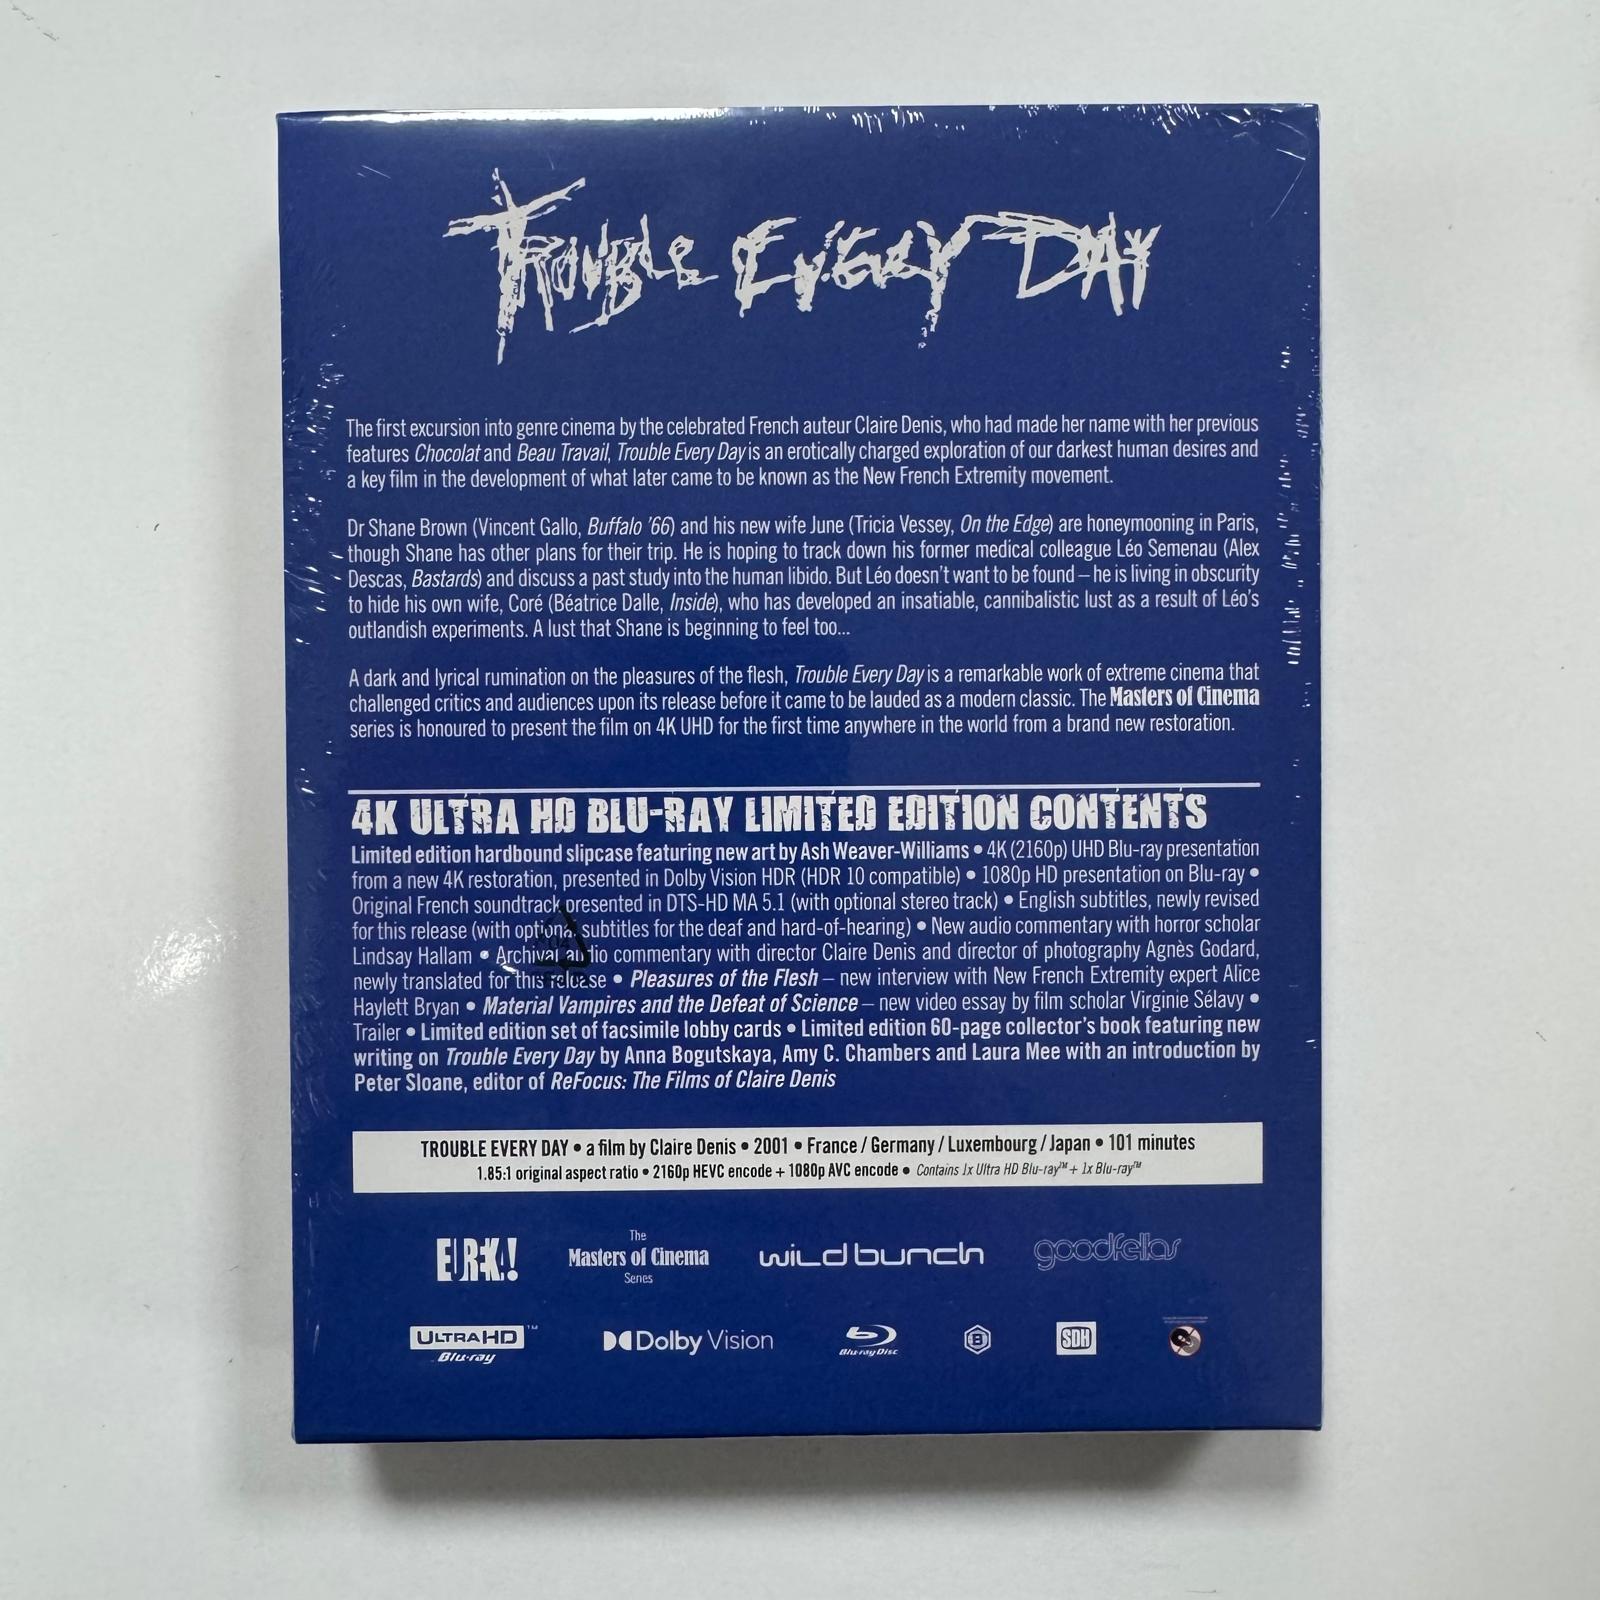 TROUBLE EVERY DAY
The first excursion into genre cinema by the celebrated French auteur Claire Denis, who had made her name with her previous
features Chocolat and Beau Travail, Trouble Every Day is an erotically charged exploration of our darkest human desires and
a key film in the development of what later came to be known as the New French Extremity movement.
Dr Shane Brown (Vincent Gallo, Buffalo '66) and his new wife June (Tricia Vessey, On the Edge) are honeymooning in Paris,
though Shane has other plans for their trip. He is hoping to track down his former medical colleague Léo Semenau (Alex
Descas, Bastards) and discuss a past study into the human libido. But Léo doesn't want to be found – he is living in obscurity
to hide his own wife, Coré (Béatrice Dalle, Inside), who has developed an insatiable, cannibalistic lust as a result of Léo's
outlandish experiments. A lust that Shane is beginning to feel too...
A dark and lyrical rumination on the pleasures of the flesh, Trouble Every Day is a remarkable work of extreme cinema that
challenged critics and audiences upon its release before it came to be lauded as a modern classic. The Masters of Cinema
series is honoured to present the film on 4K UHD for the first time anywhere in the world from a brand new restoration.
4K ULTRA HD BLU-RAY LIMITED EDITION CONTENTS
Limited edition hardbound slipcase featuring new art by Ash Weaver-Williams • 4K (2160p) UHD Blu-ray presentation
from a new 4K restoration, presented in Dolby Vision HDR (HDR 10 compatible) • 1080p HD presentation on Blu-ray •
Original French soundtrack presented in DTS-HD MA 5.1 (with optional stereo track) • English subtitles, newly revised
for this release (with optional subtitles for the deaf and hard-of-hearing) • New audio commentary with horror scholar
Lindsay Hallam • Archival audio commentary with director Claire Denis and director of photography Agnès Godard,
newly translated for this release • Pleasures of the Flesh – new interview with New French Extremity expert Alice
Haylett Bryan • Material Vampires and the Defeat of Science – new video essay by film scholar Virginie Sélavy •
Trailer • Limited edition set of facsimile lobby cards • Limited edition 60-page collector's book featuring new
writing on Trouble Every Day by Anna Bogutskaya, Amy C. Chambers and Laura Mee with an introduction by
Peter Sloane, editor of ReFocus: The Films of Claire Denis
TROUBLE EVERY DAY • a film by Claire Denis • 2001 • France / Germany / Luxembourg / Japan • 101 minutes
1.85:1 original aspect ratio • 2160p HEVC encode + 1080p AVC encode • Contains 1x Ultra HD Blu-ray™ + 1x Blu-ray™
EUREKA!
The
Masters of Cinema
Series
wild bunch
goodfellas
ULTRA HD ™
Blu-ray
Dolby Vision
Blu-ray Disc
B
SDH